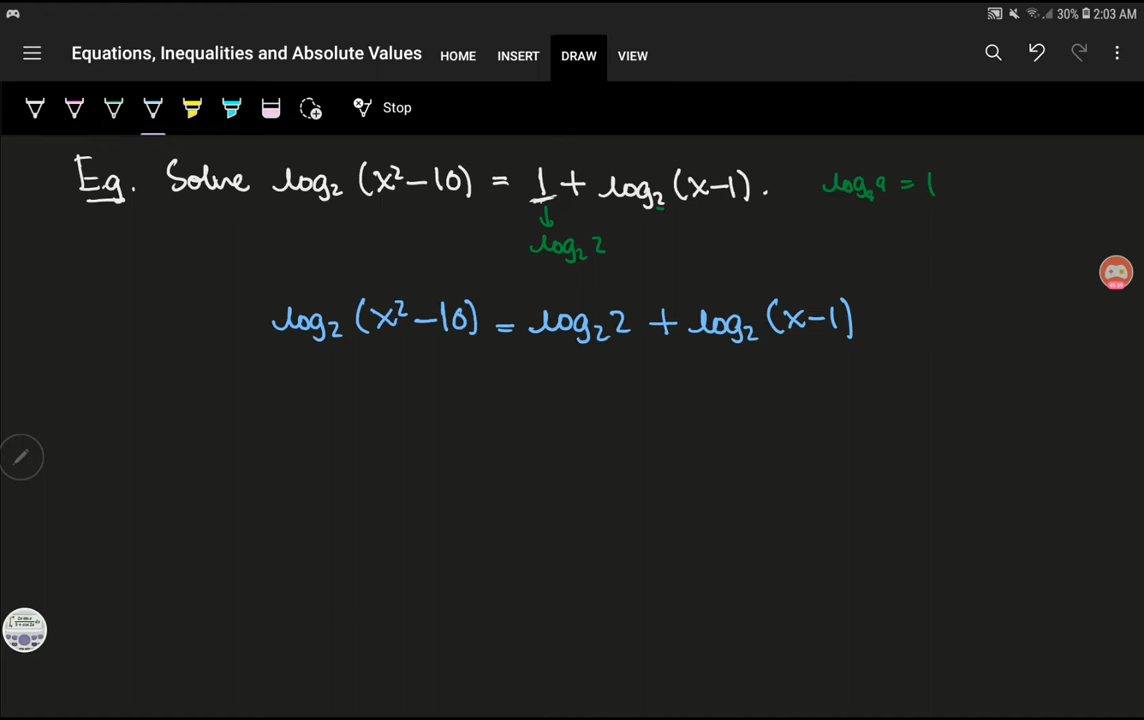 30% 2:03 AM
Equations, Inequalities and Absolute Values HOME INSERT DRAW VIEW
Stop
Eg. Solve log₂ (x²-10) = 1 + log₂ (x-1). logₐa = 1
log₂ 2
log₂ (x²-10) = log₂ 2 + log₂ (x-1)